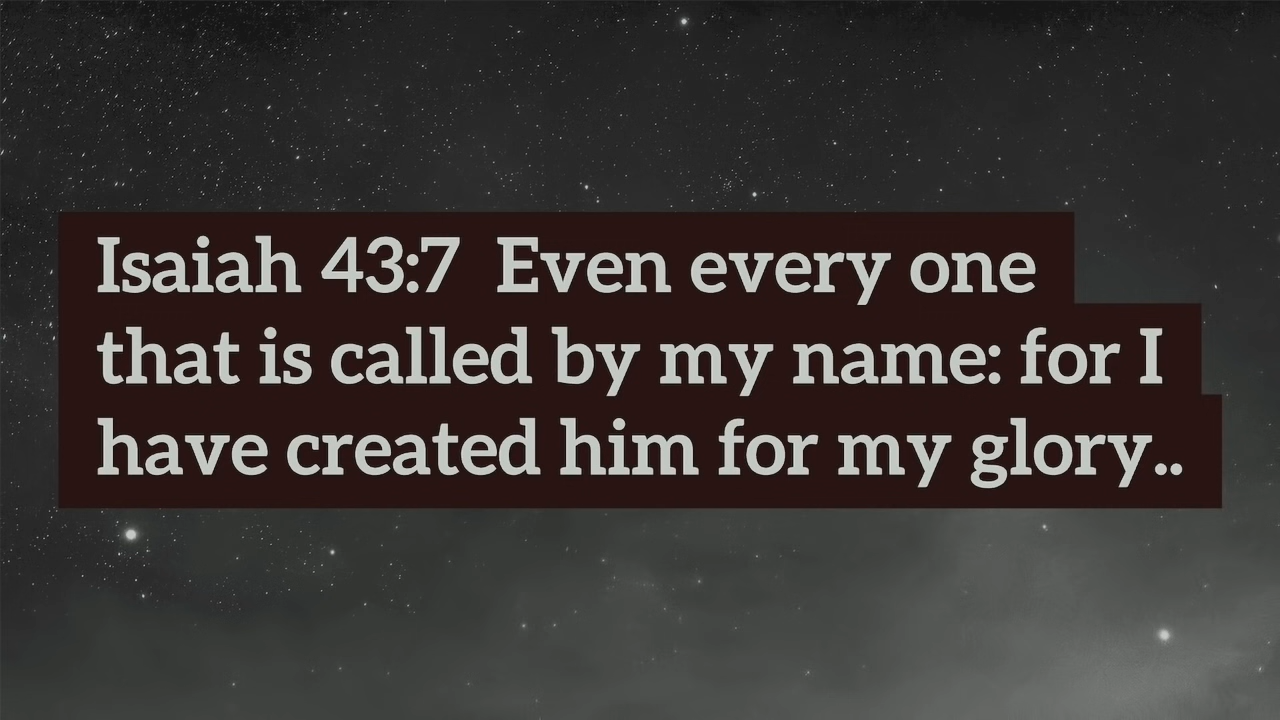 Isaiah 43:7  Even every one
that is called by my name: for I
have created him for my glory..